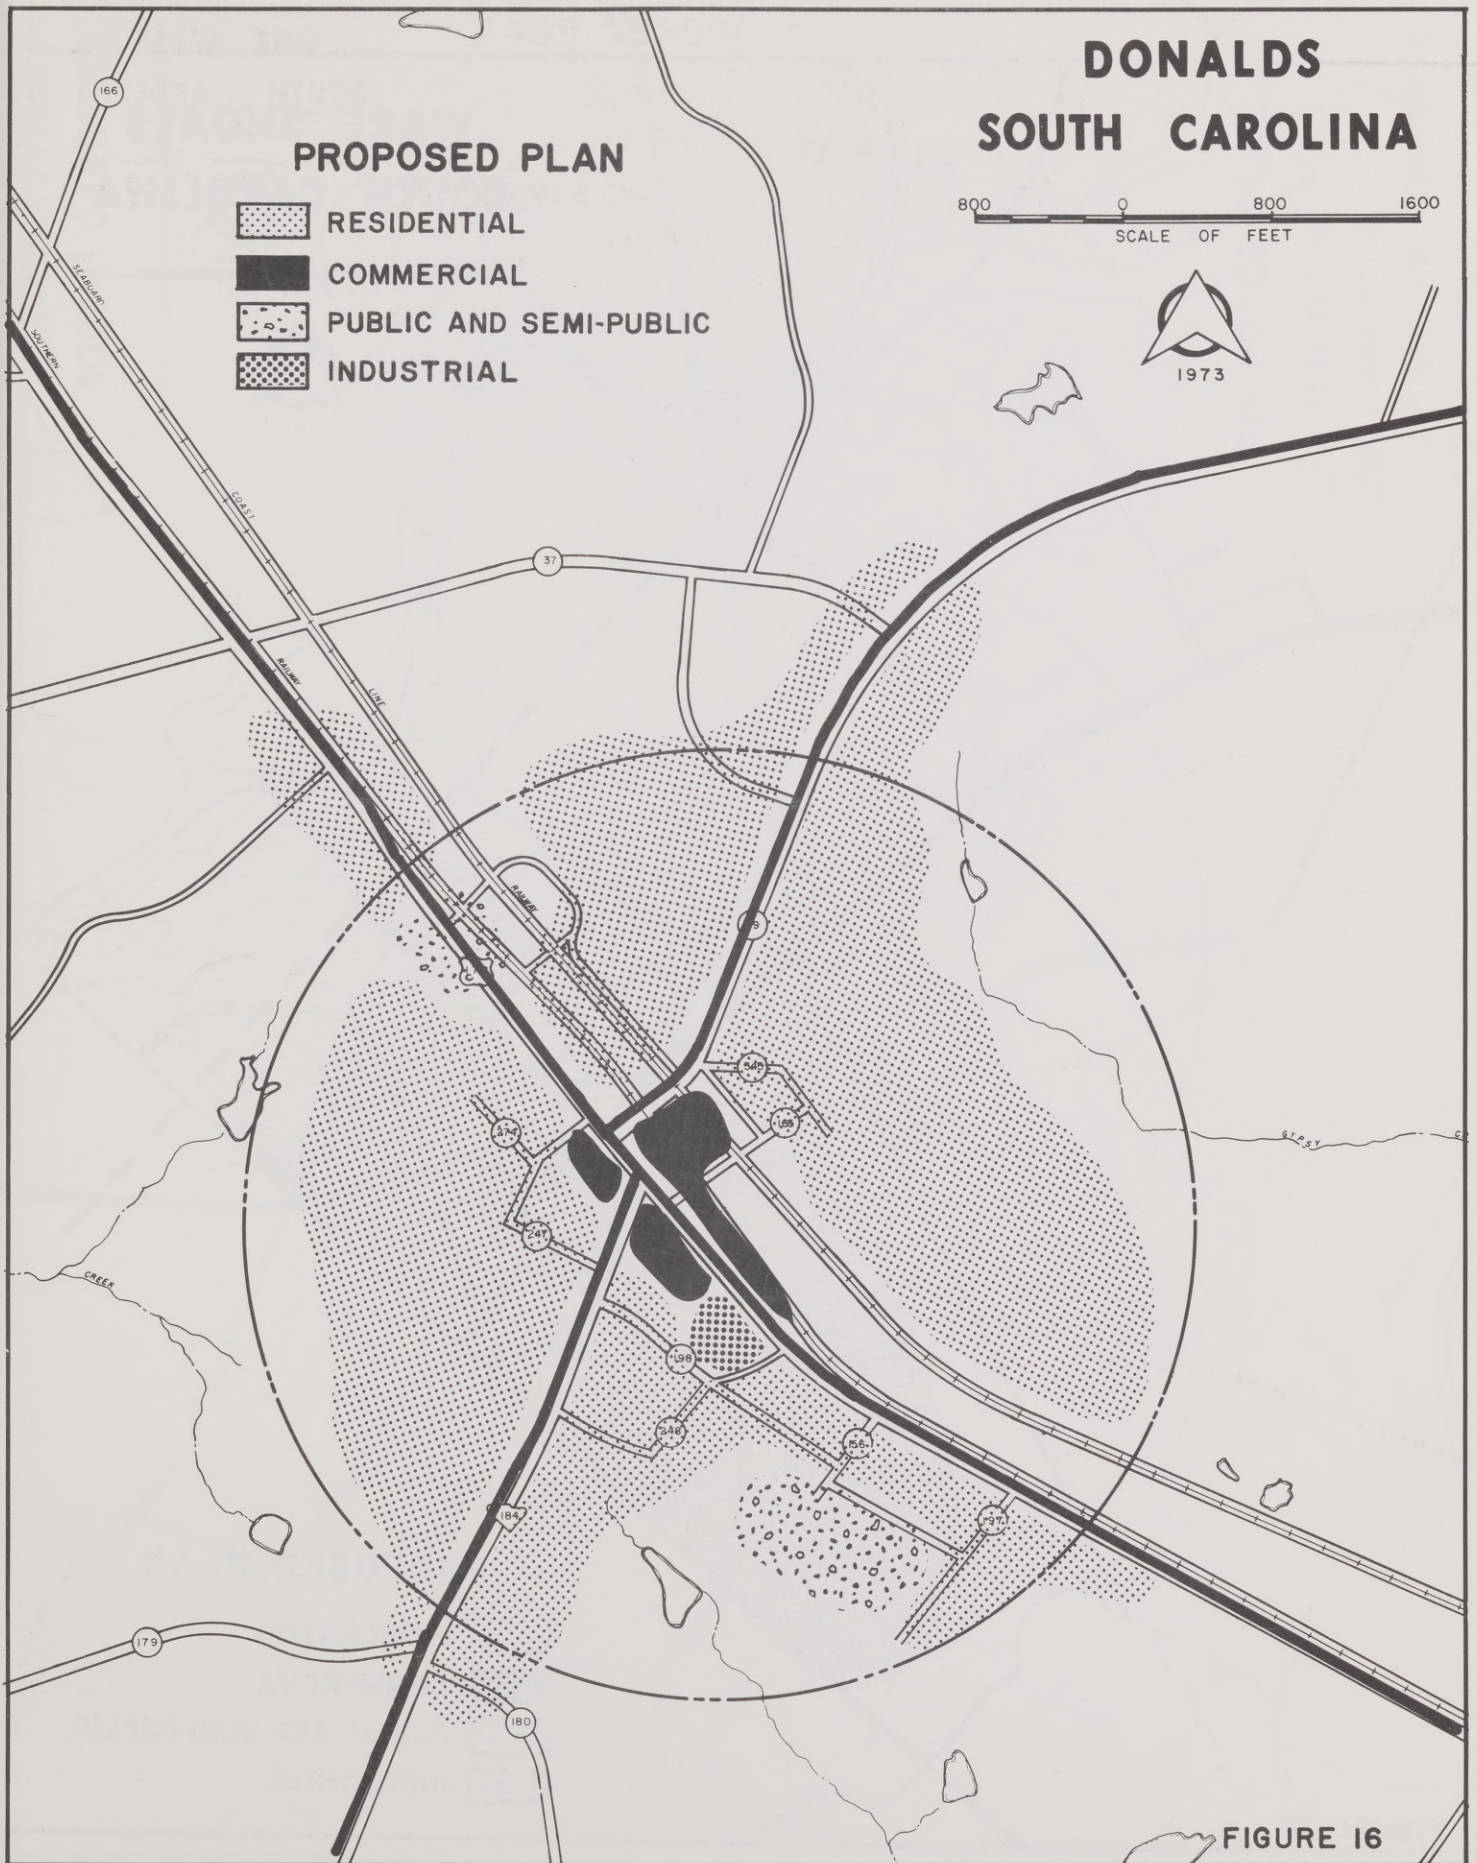 DONALDS
SOUTH CAROLINA
800 0 800 1600
SCALE OF FEET
1973
PROPOSED PLAN
RESIDENTIAL
COMMERCIAL
PUBLIC AND SEMI-PUBLIC
INDUSTRIAL
166
SEABOARD
SOUTHERN
COAST
37
RAILWAY
LINE
RAILWAY
9
545
165
GYPSY
274
247
CREEK
198
248
156
184
197
179
180
FIGURE 16